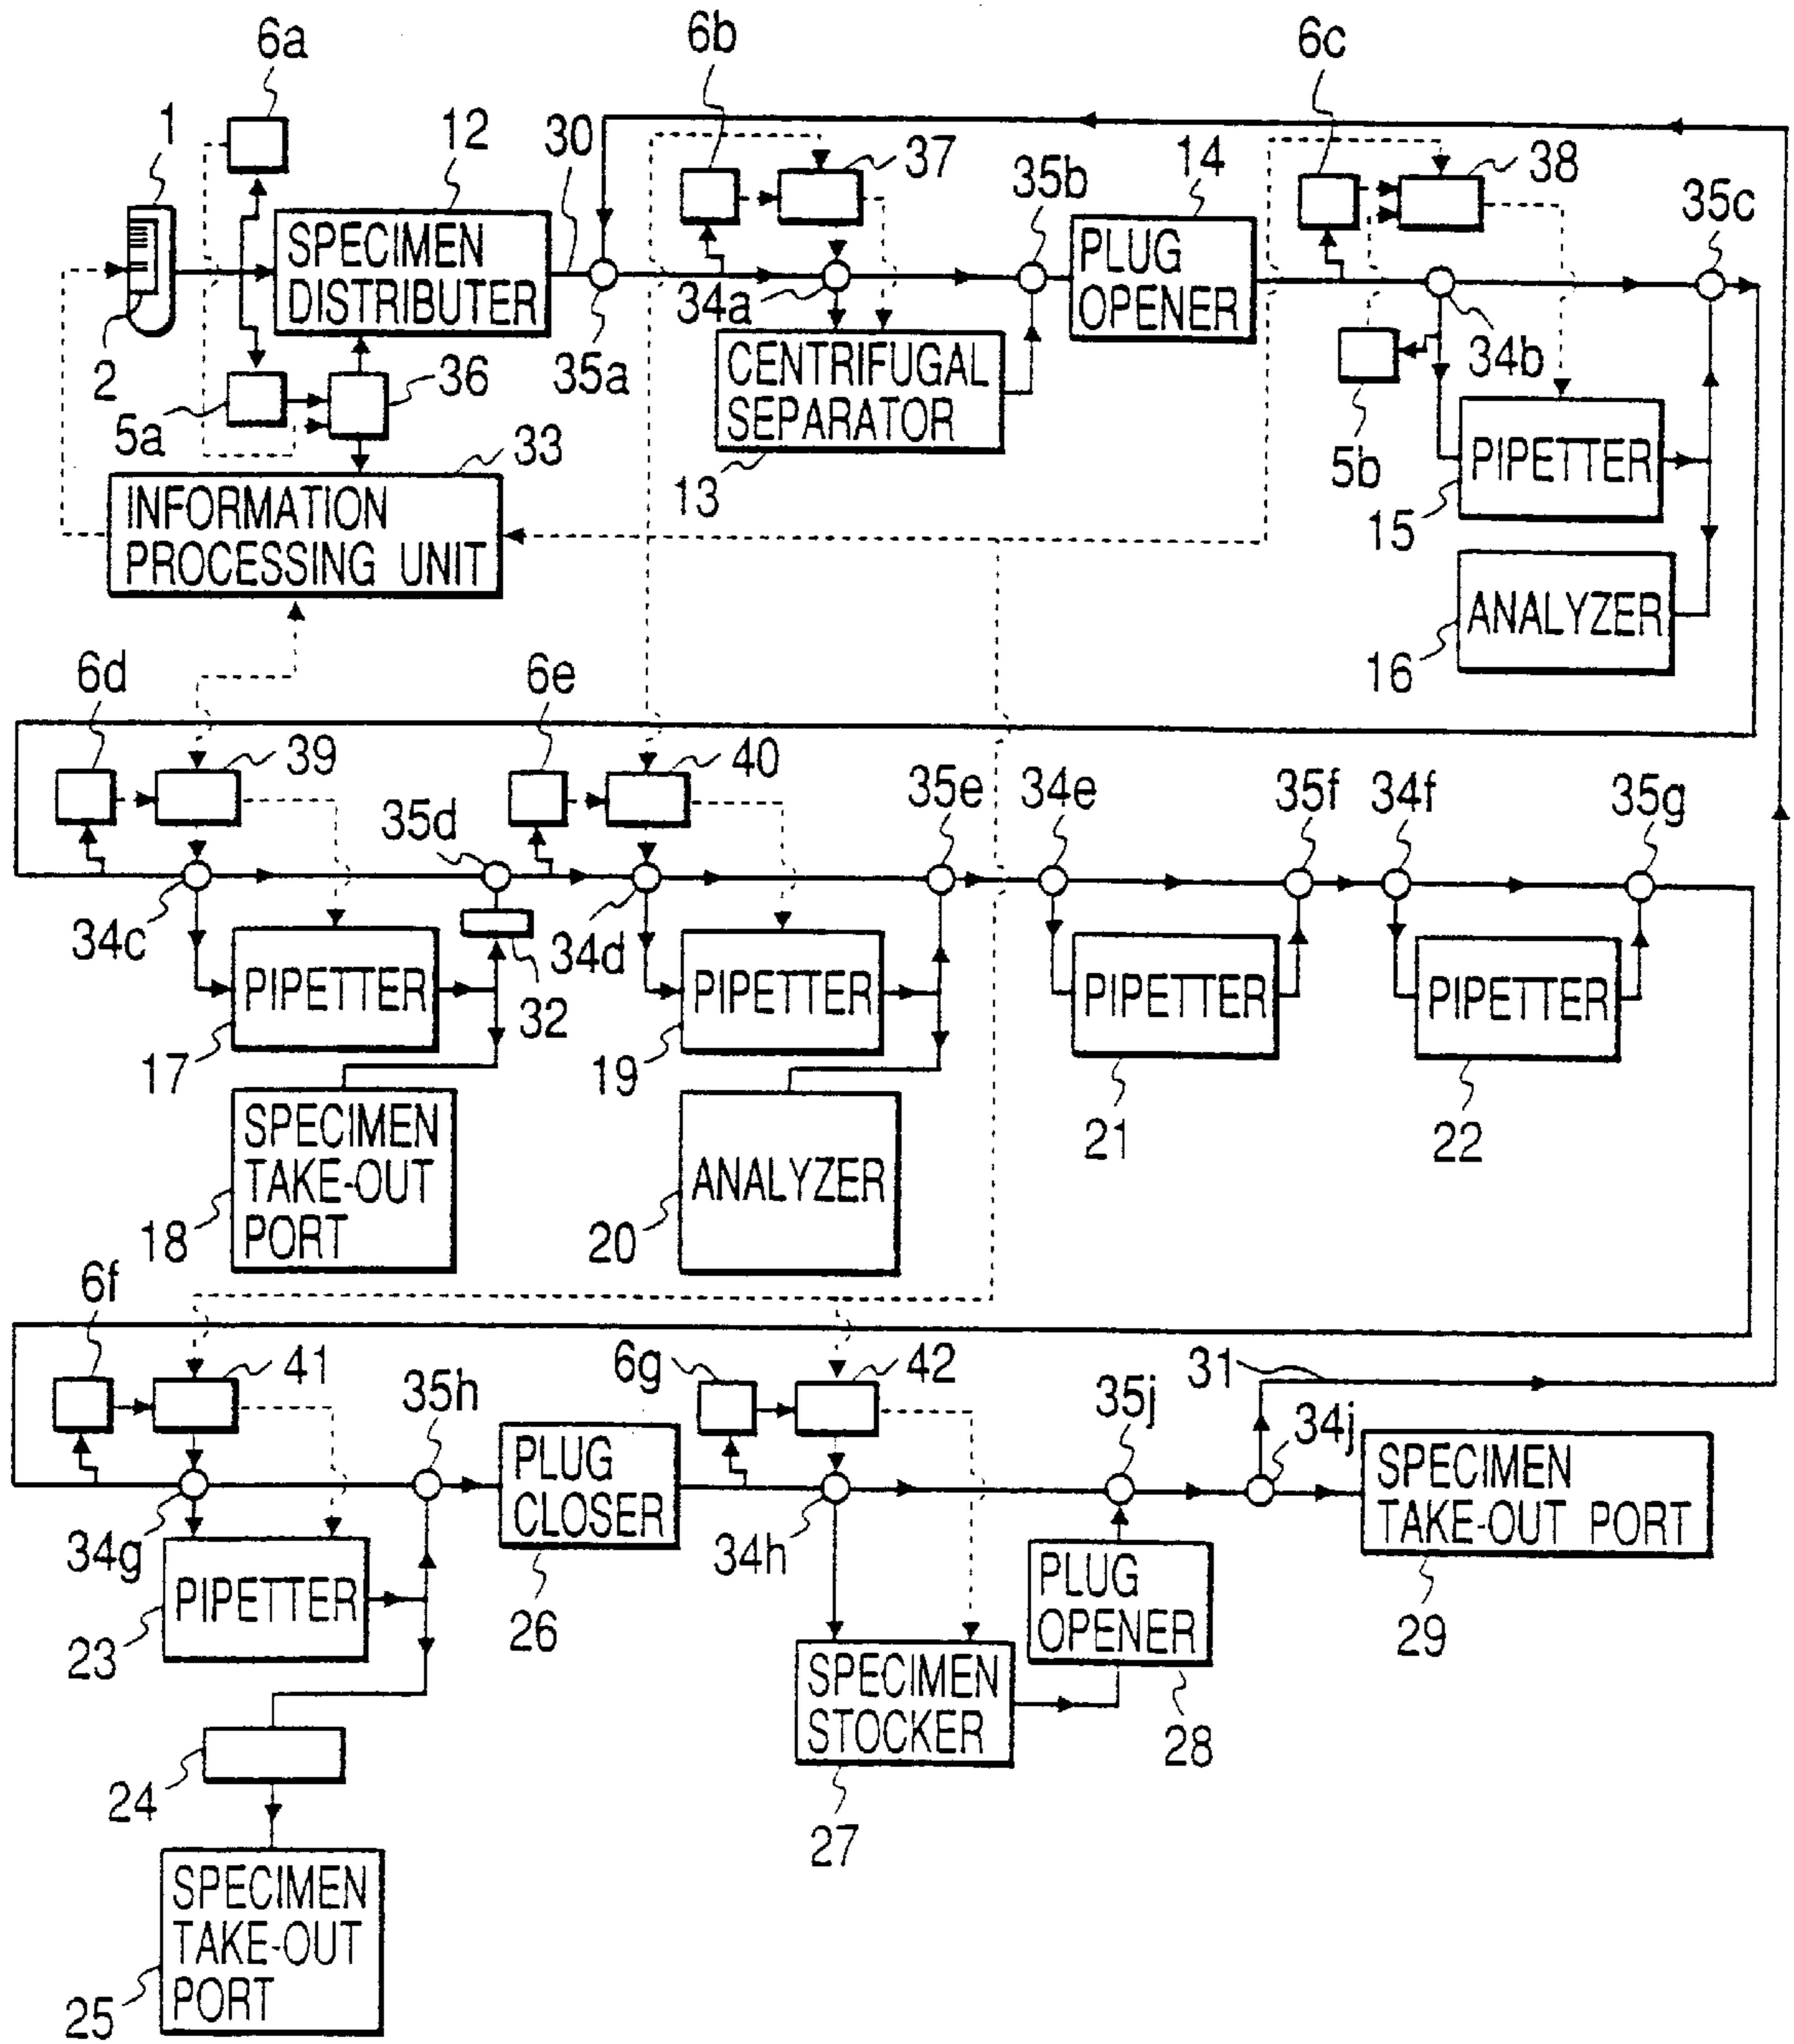 6a
6b
6c
1
12
30
37
35b
14
38
35c
SPECIMEN
DISTRIBUTER
PLUG
OPENER
2
34a
35a
34b
5a
36
CENTRIFUGAL
SEPARATOR
5b
PIPETTER
33
13
15
INFORMATION
PROCESSING UNIT
ANALYZER
16
6d
6e
39
40
35d
35e
34e
35f
34f
35g
34c
34d
PIPETTER
32
PIPETTER
PIPETTER
PIPETTER
17
19
21
22
SPECIMEN
TAKE-OUT
PORT
ANALYZER
18
20
6f
6g
41
42
35h
35j
31
34j
PLUG
CLOSER
SPECIMEN
TAKE-OUT PORT
34g
34h
PIPETTER
PLUG
OPENER
23
26
29
SPECIMEN
STOCKER
28
24
27
SPECIMEN
TAKE-OUT
PORT
25